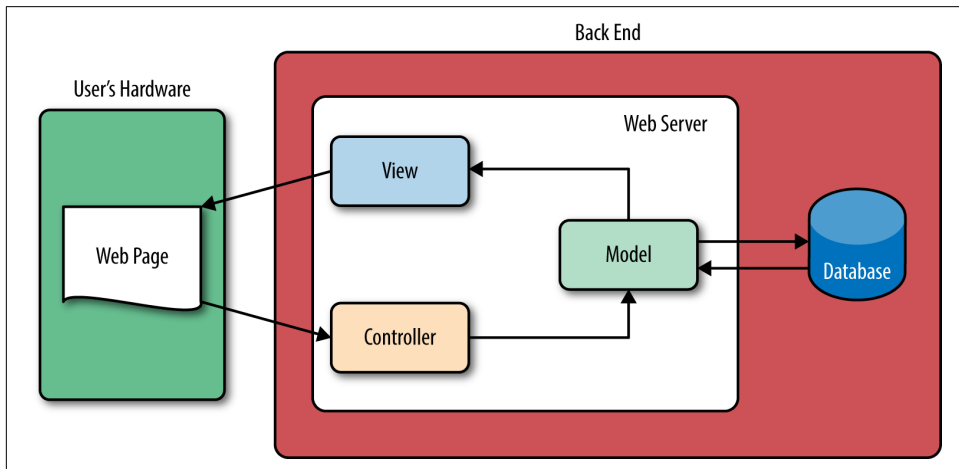 Back End
User's Hardware
Web Server
View
Web Page
Model
Database
Controller